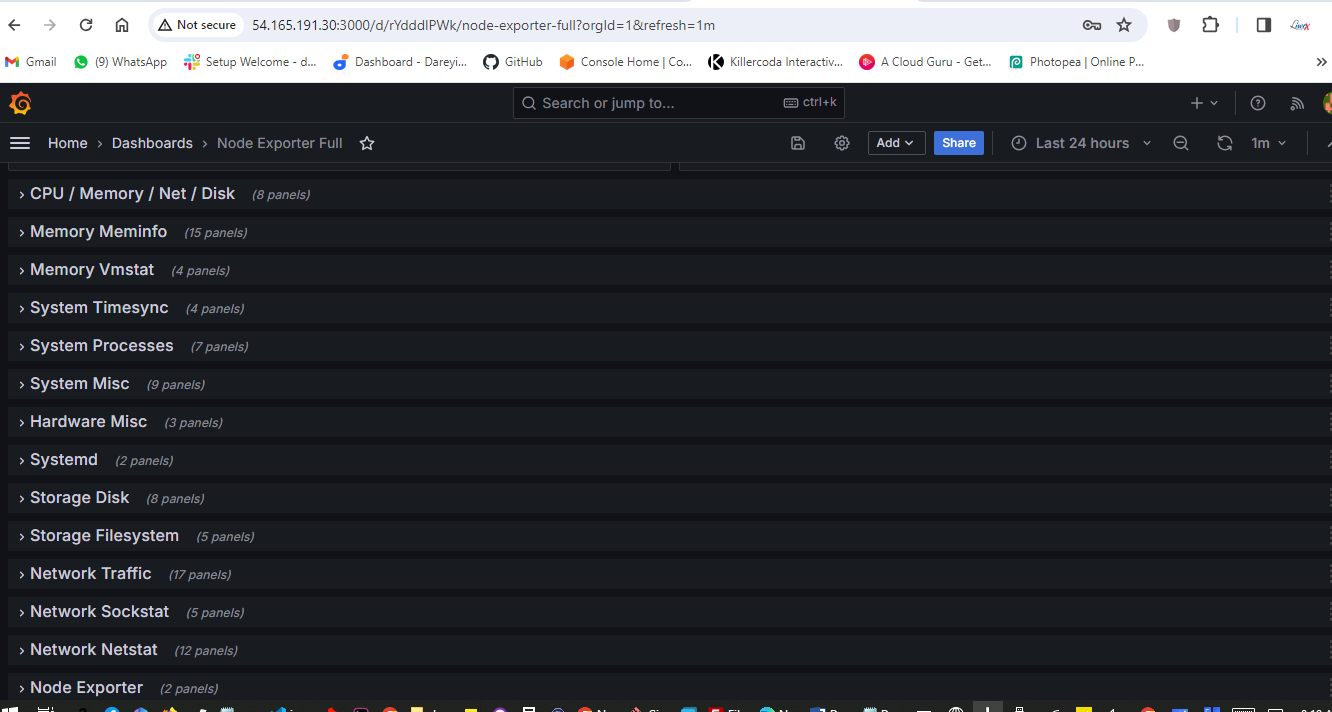 Not secure 54.165.191.30:3000/d/rYdddlPWk/node-exporter-full?orgId=1&refresh=1m
Gmail (9) WhatsApp Setup Welcome - d... Dashboard - Dareyi... GitHub Console Home | Co... Killercoda Interactiv... A Cloud Guru - Get... Photopea | Online P... »
Search or jump to... ctrl+k
Home › Dashboards › Node Exporter Full Add Share Last 24 hours 1m
› CPU / Memory / Net / Disk (8 panels)
› Memory Meminfo (15 panels)
› Memory Vmstat (4 panels)
› System Timesync (4 panels)
› System Processes (7 panels)
› System Misc (9 panels)
› Hardware Misc (3 panels)
› Systemd (2 panels)
› Storage Disk (8 panels)
› Storage Filesystem (5 panels)
› Network Traffic (17 panels)
› Network Sockstat (5 panels)
› Network Netstat (12 panels)
› Node Exporter (2 panels)